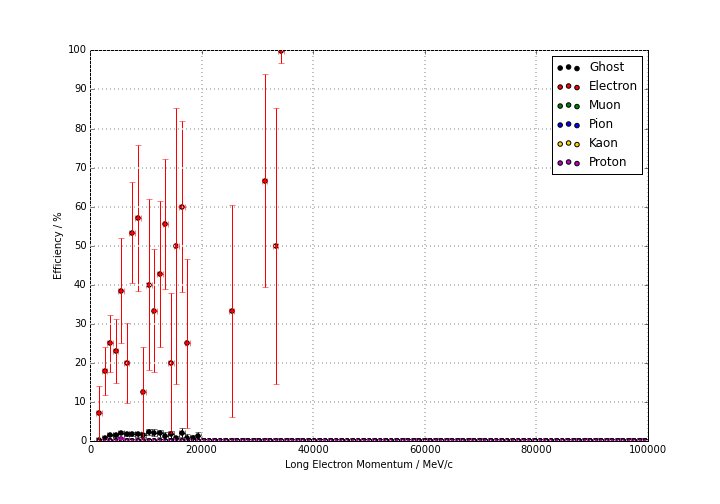 100
90
80
70
60
50
40
30
20
10
0
Efficiency / %
0
20000
40000
60000
80000
100000
Long Electron Momentum / MeV/c
Ghost
Electron
Muon
Pion
Kaon
Proton